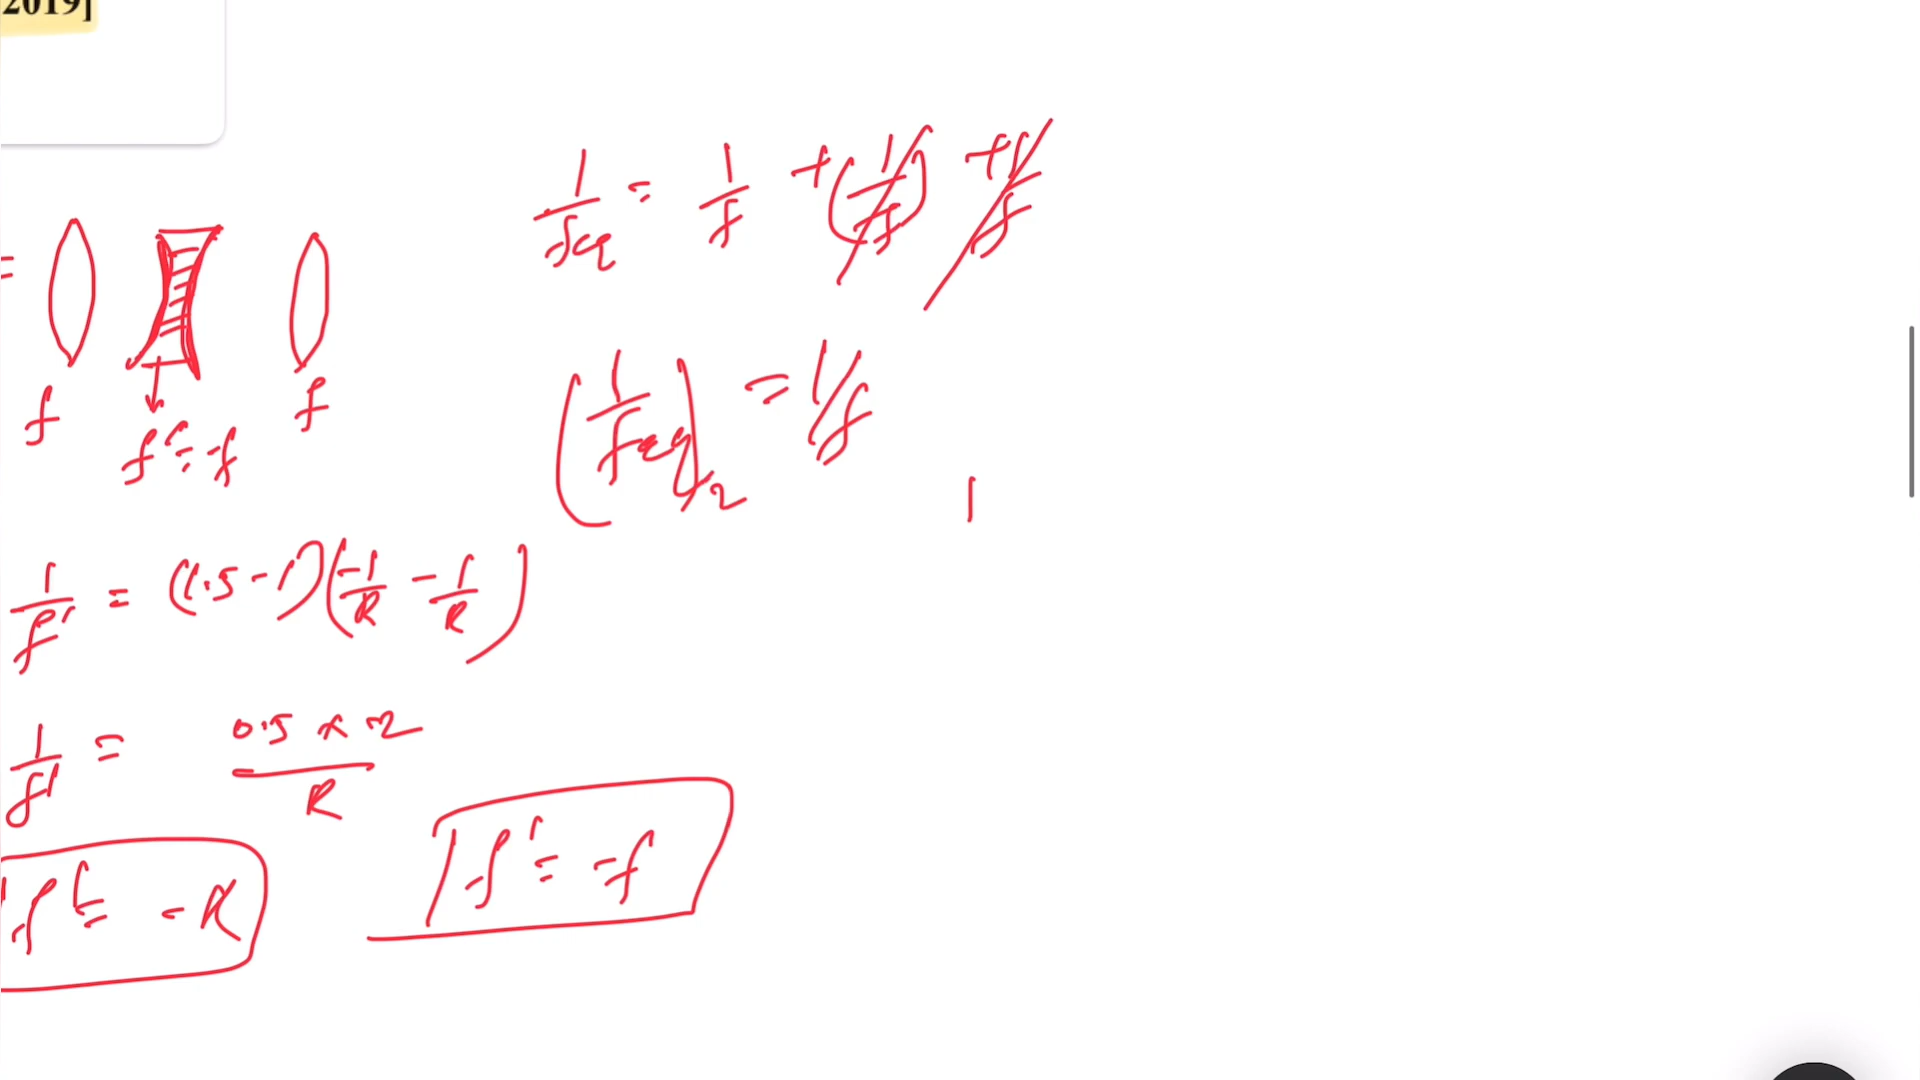 2019]
1/feq = 1/f + (1/-f) + 1/f
=
f
f' = -f
f
(1/feq)₂ = 1/f
1
1/f' = (1.5 - 1)(-1/R - 1/R)
1/f' = - 0.5 × 2 / R
f' = -R
f' = -f